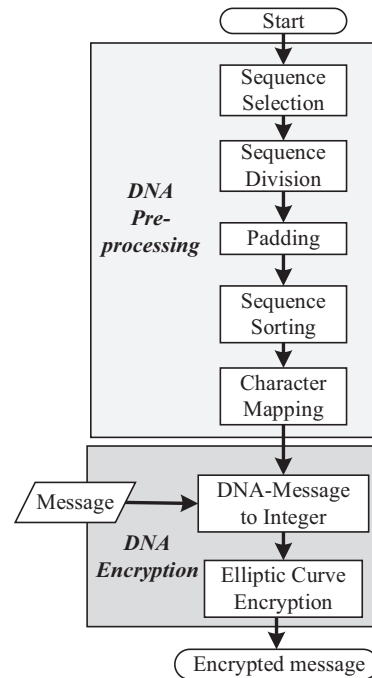 Start
Sequence
Selection
Sequence
Division
DNA
Pre-
processing
Padding
Sequence
Sorting
Character
Mapping
Message
DNA-Message
to Integer
DNA
Encryption
Elliptic Curve
Encryption
Encrypted message